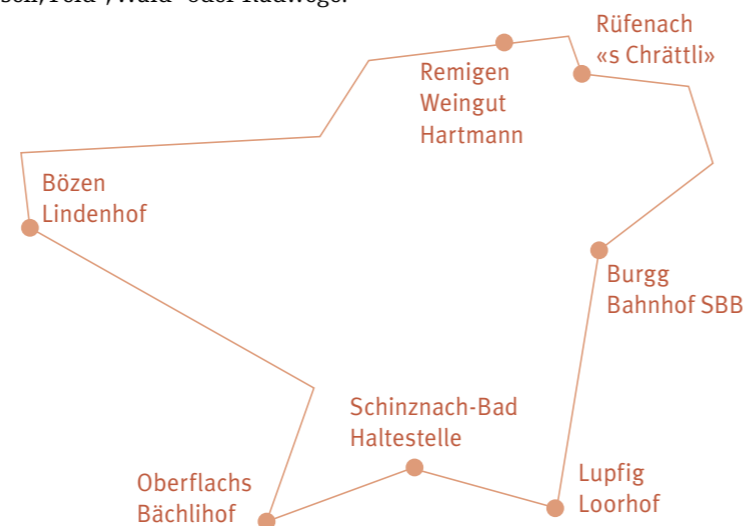 Rüfenach
«s Chrättli»
Remigen
Weingut
Hartmann
Bözen
Lindenhof
Burgg
Bahnhof SBB
Schinznach-Bad
Haltestelle
Lupfig
Loorhof
Oberflachs
Bächlihof